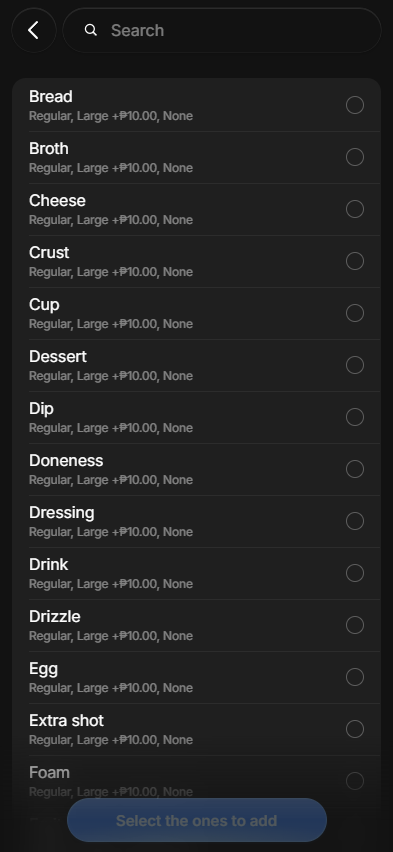 Search
Bread
Regular, Large +₱10.00, None
Broth
Regular, Large +₱10.00, None
Cheese
Regular, Large +₱10.00, None
Crust
Regular, Large +₱10.00, None
Cup
Regular, Large +₱10.00, None
Dessert
Regular, Large +₱10.00, None
Dip
Regular, Large +₱10.00, None
Doneness
Regular, Large +₱10.00, None
Dressing
Regular, Large +₱10.00, None
Drink
Regular, Large +₱10.00, None
Drizzle
Regular, Large +₱10.00, None
Egg
Regular, Large +₱10.00, None
Extra shot
Regular, Large +₱10.00, None
Foam
Regular, Large +₱10.00, None
Select the ones to add